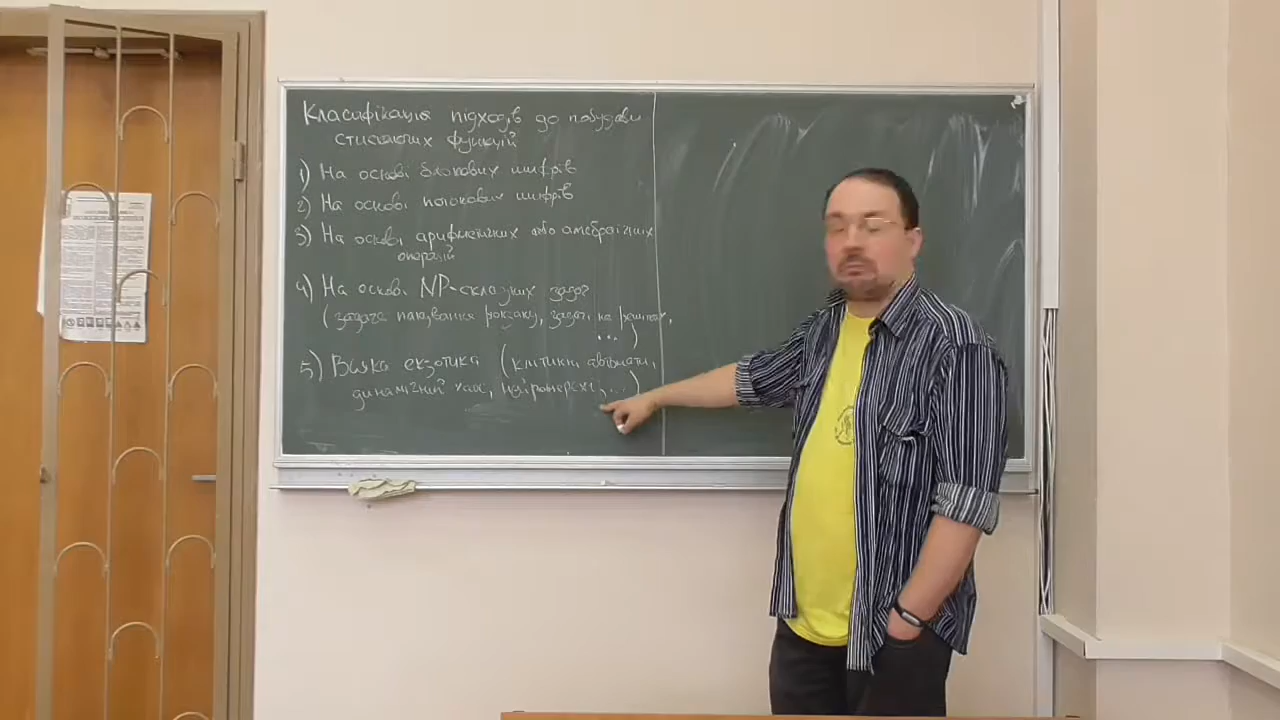 Класифікація підходів до побудови
стискаючих функцій
1) На основі блокових шифрів
2) На основі потокових шифрів
3) На основі арифметичних або алгебраїчних
операцій
4) На основі NP-складних задач
(задача пакування рюкзаку, задачі на решітках,
...)
5) Всяка екзотика (клітинні автомати,
динамічний хаос, нейромережі, ...)